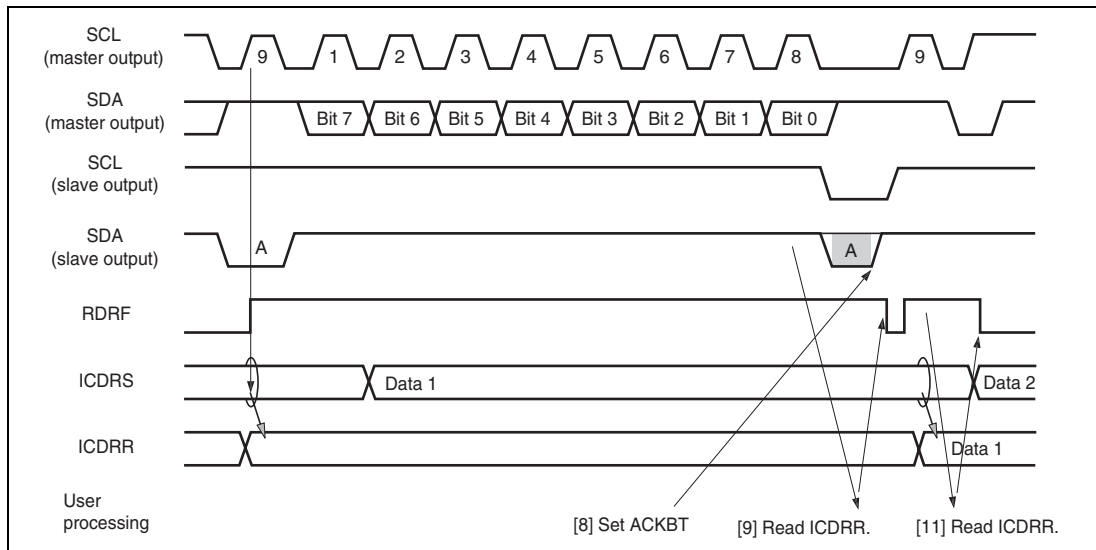 SCL
(master output)
9 1 2 3 4 5 6 7 8 9
SDA
(master output)
Bit 7 Bit 6 Bit 5 Bit 4 Bit 3 Bit 2 Bit 1 Bit 0
SCL
(slave output)
SDA
(slave output)
A A
RDRF
ICDRS
Data 1 Data 2
ICDRR
Data 1
User
processing
[8] Set ACKBT [9] Read ICDRR. [11] Read ICDRR.